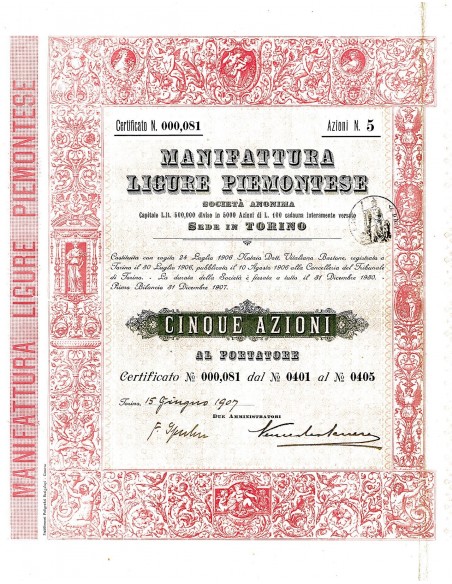 MANIFATTURA LIGURE PIEMONTESE
Certificato N. 000,081
Azioni N. 5
MANIFATTURA
LIGURE PIEMONTESE
SOCIETÀ ANONIMA
Capitale L.it. 500,000 diviso in 5000 Azioni di L. 100 cadauna interamente versate
SEDE IN TORINO
Costituita con rogito 24 Luglio 1906 Notaio Dott. Vitaliano Bestone, registrato a
Torino il 30 Luglio 1906, pubblicata il 10 Agosto 1906 alla Cancelleria del Tribunale
di Torino. - La durata della Società è fissata a tutto il 31 Dicembre 1930. -
Primo Bilancio 31 Dicembre 1907.
CINQUE AZIONI
AL PORTATORE
Certificato No 000,081 dal No 0401 al No 0405
Torino, 15 Giugno 1907
DUE AMMINISTRATORI